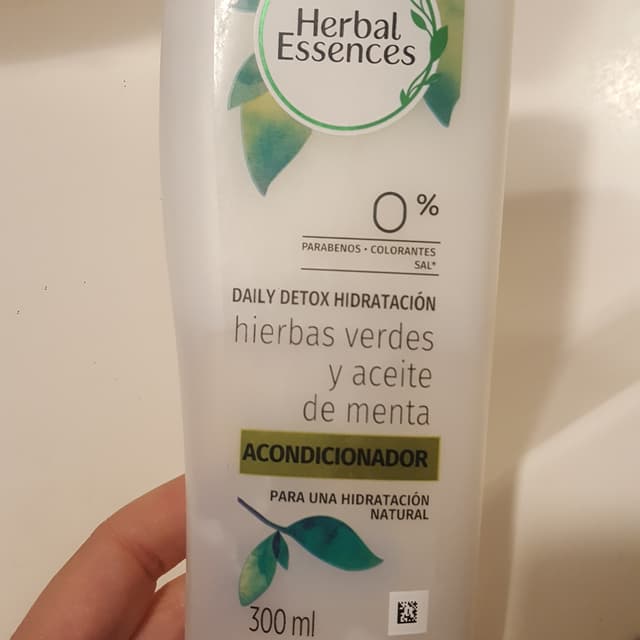 Herbal
Essences
0%
PARABENOS • COLORANTES
SAL*
DAILY DETOX HIDRATACIÓN
hierbas verdes
y aceite
de menta
ACONDICIONADOR
PARA UNA HIDRATACIÓN
NATURAL
300 ml